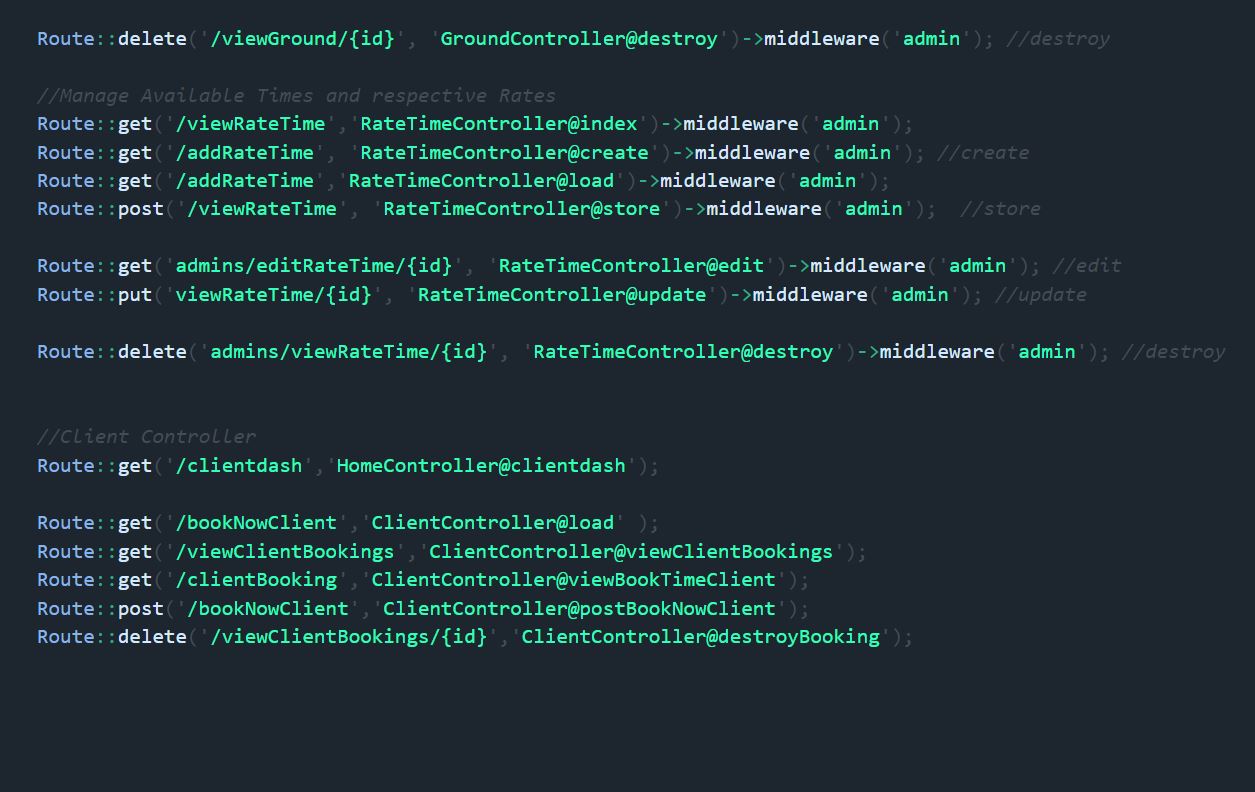 Route::delete('/viewGround/{id}', 'GroundController@destroy')->middleware('admin'); //destroy
//Manage Available Times and respective Rates
Route::get('/viewRateTime','RateTimeController@index')->middleware('admin');
Route::get('/addRateTime', 'RateTimeController@create')->middleware('admin'); //create
Route::get('/addRateTime','RateTimeController@load')->middleware('admin');
Route::post('/viewRateTime', 'RateTimeController@store')->middleware('admin');  //store
Route::get('admins/editRateTime/{id}', 'RateTimeController@edit')->middleware('admin'); //edit
Route::put('viewRateTime/{id}', 'RateTimeController@update')->middleware('admin'); //update
Route::delete('admins/viewRateTime/{id}', 'RateTimeController@destroy')->middleware('admin'); //destroy
//Client Controller
Route::get('/clientdash','HomeController@clientdash');
Route::get('/bookNowClient','ClientController@load' );
Route::get('/viewClientBookings','ClientController@viewClientBookings');
Route::get('/clientBooking','ClientController@viewBookTimeClient');
Route::post('/bookNowClient','ClientController@postBookNowClient');
Route::delete('/viewClientBookings/{id}','ClientController@destroyBooking');